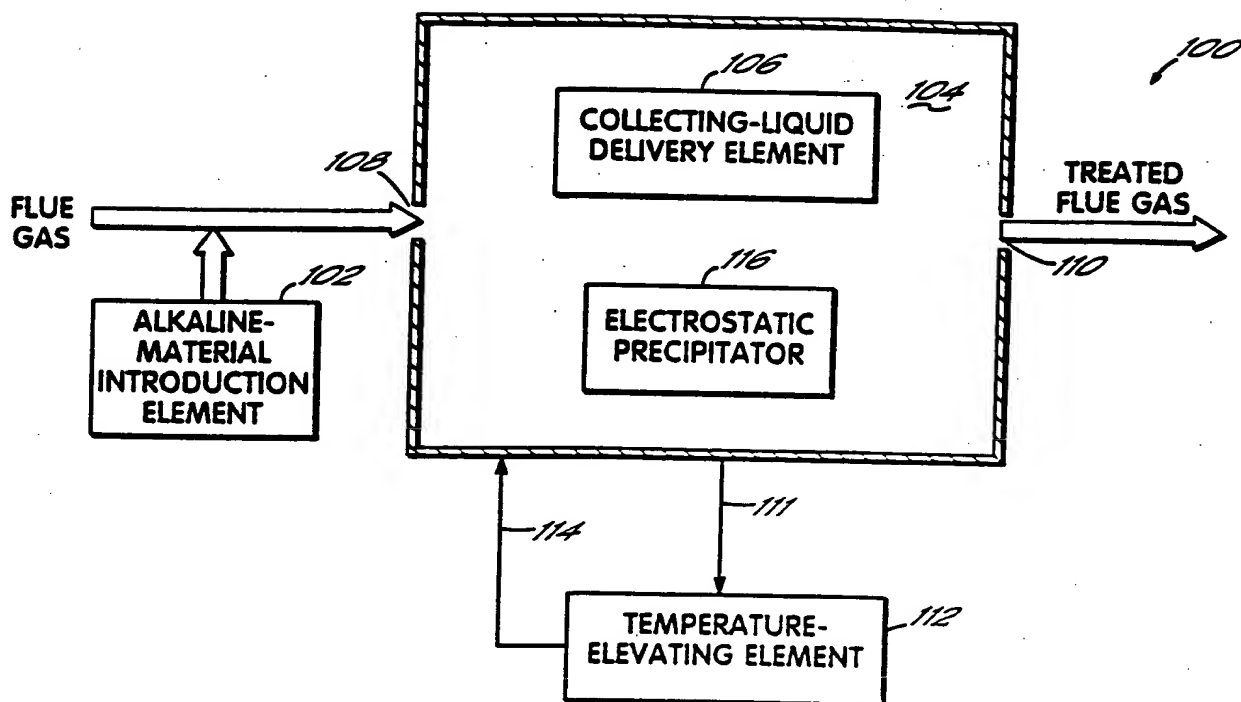 100
106
104
COLLECTING-LIQUID
DELIVERY ELEMENT
108
FLUE
GAS
TREATED
FLUE GAS
110
102
ALKALINE-
MATERIAL
INTRODUCTION
ELEMENT
116
ELECTROSTATIC
PRECIPITATOR
114
111
TEMPERATURE-
ELEVATING ELEMENT
112